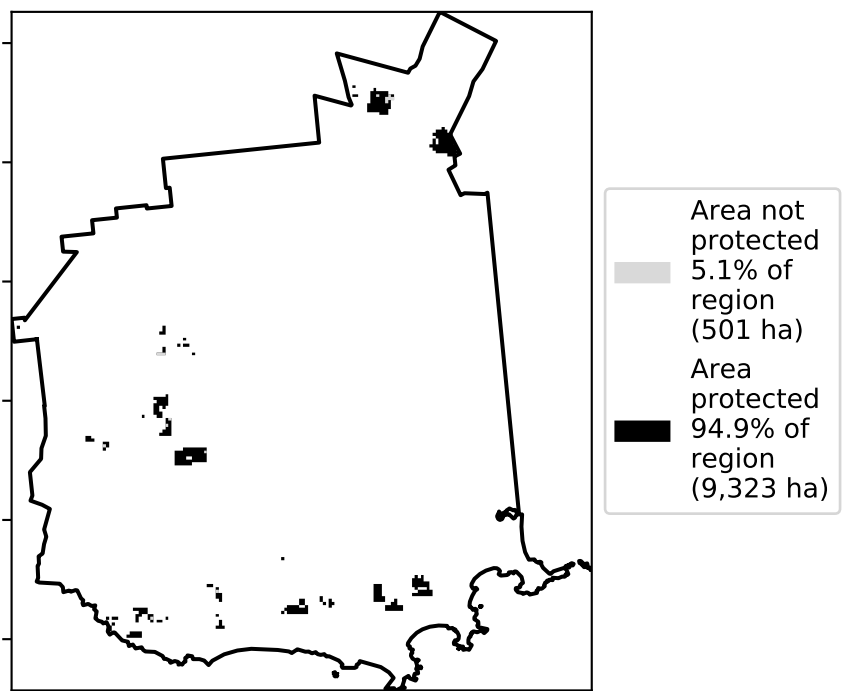 Area not
protected
5.1% of
region
(501 ha)
Area
protected
94.9% of
region
(9,323 ha)